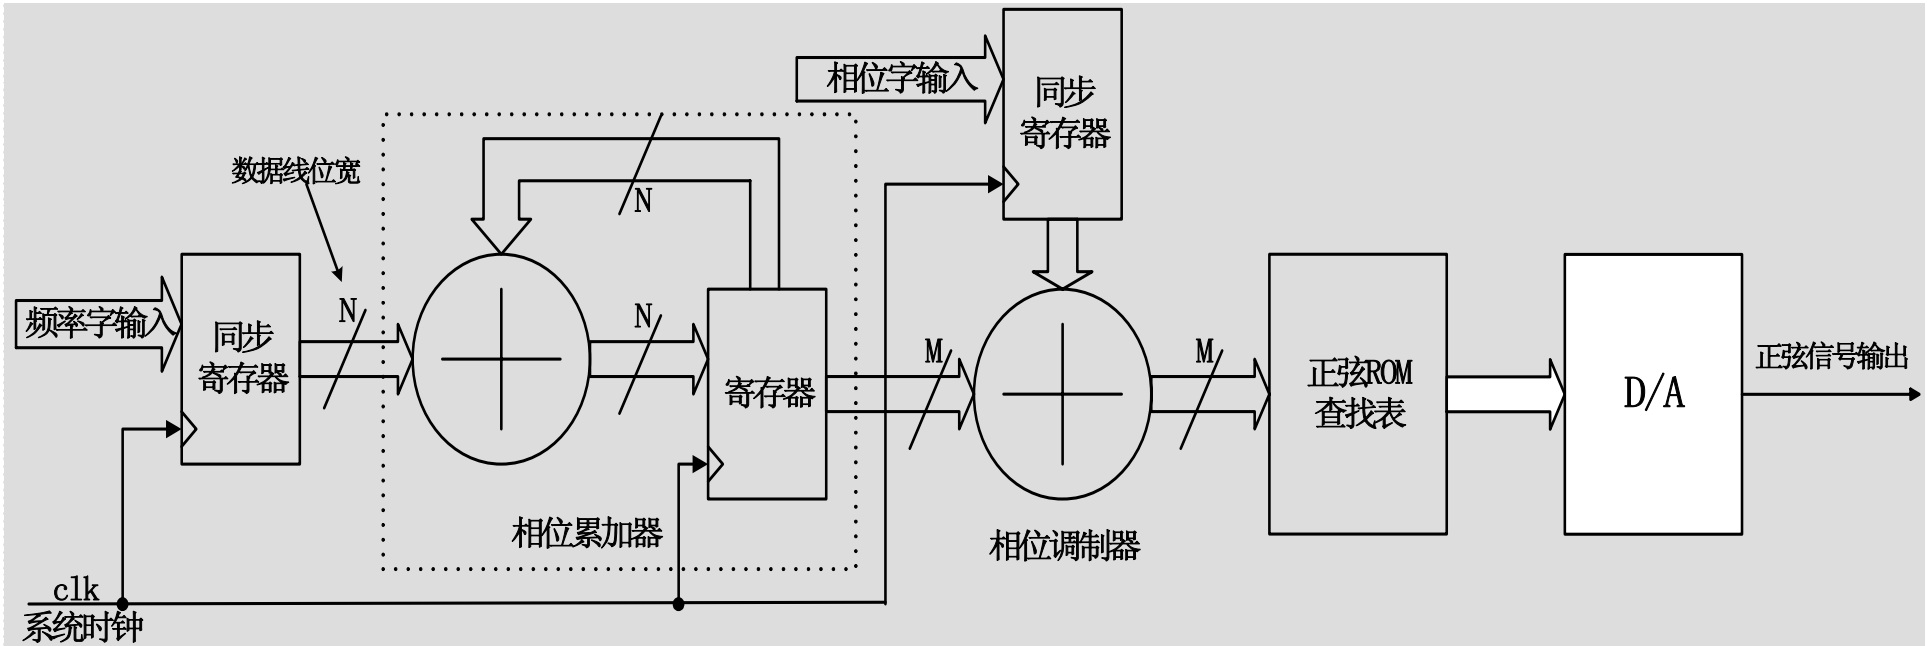 相位字输入
同步
寄存器
数据线位宽
N
频率字输入
同步
寄存器
N
N
寄存器
M
M
正弦ROM
查找表
D/A
正弦信号输出
相位累加器
相位调制器
clk
系统时钟